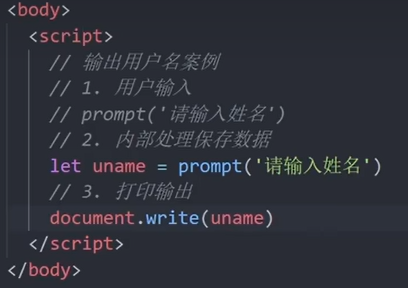 <body>
<script>
// 输出用户名案例
// 1. 用户输入
// prompt('请输入姓名')
// 2. 内部处理保存数据
let uname = prompt('请输入姓名')
// 3. 打印输出
document.write(uname)
</script>
</body>